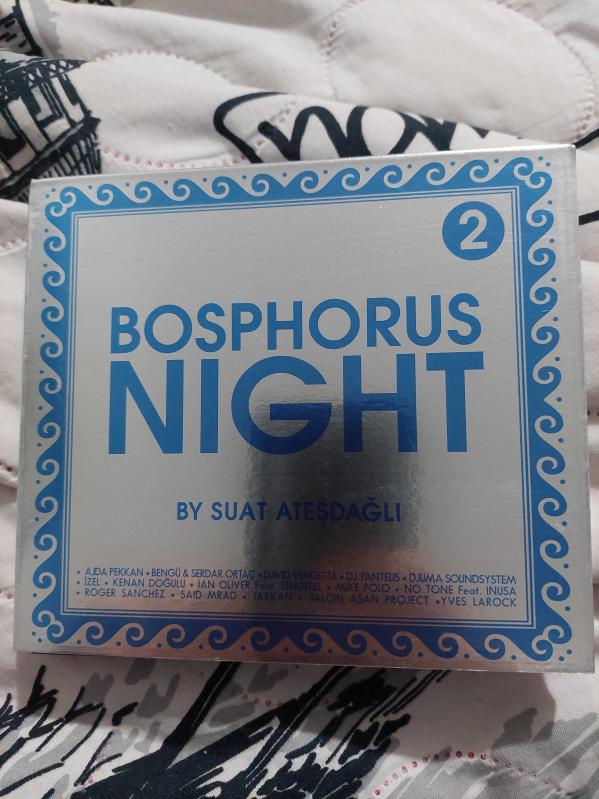 2
BOSPHORUS
NIGHT
BY SUAT ATEŞDAĞLI
• AJDA PEKKAN • BENGÜ & SERDAR ORTAÇ • DAVID VENDETTA • D.J. PANTELIS • DJUMA SOUNDSYSTEM
• İZEL • KENAN DOĞULU • IAN OLIVER Feat. SHANTEL • MIKE POLO • NO TONE Feat. INUSA
ROGER SANCHEZ • SAID MRAD • TARKAN • YALÇIN AŞAN PROJECT •YVES LAROCK